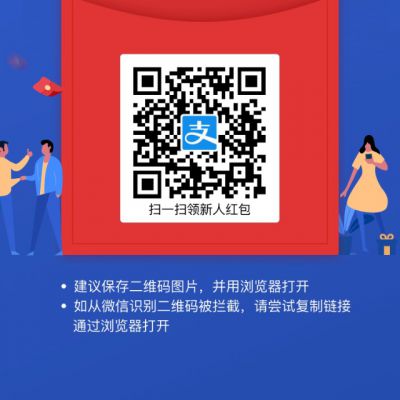 支
扫一扫领新人红包
• 建议保存二维码图片，并用浏览器打开
• 如从微信识别二维码被拦截，请尝试复制链接
通过浏览器打开